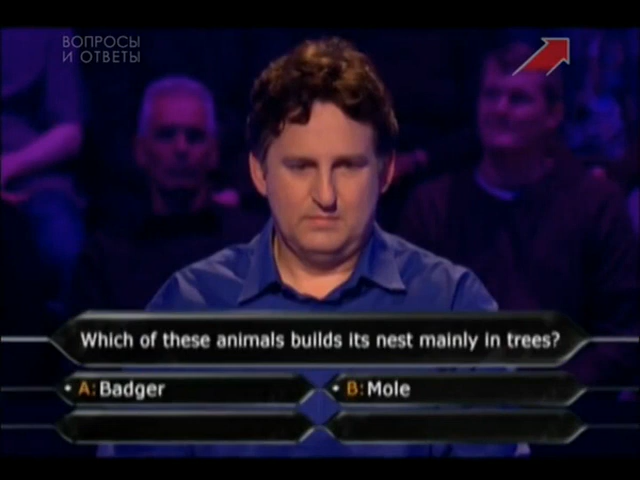 ВОПРОСЫ
И ОТВЕТЫ
Which of these animals builds its nest mainly in trees?
A: Badger
B: Mole